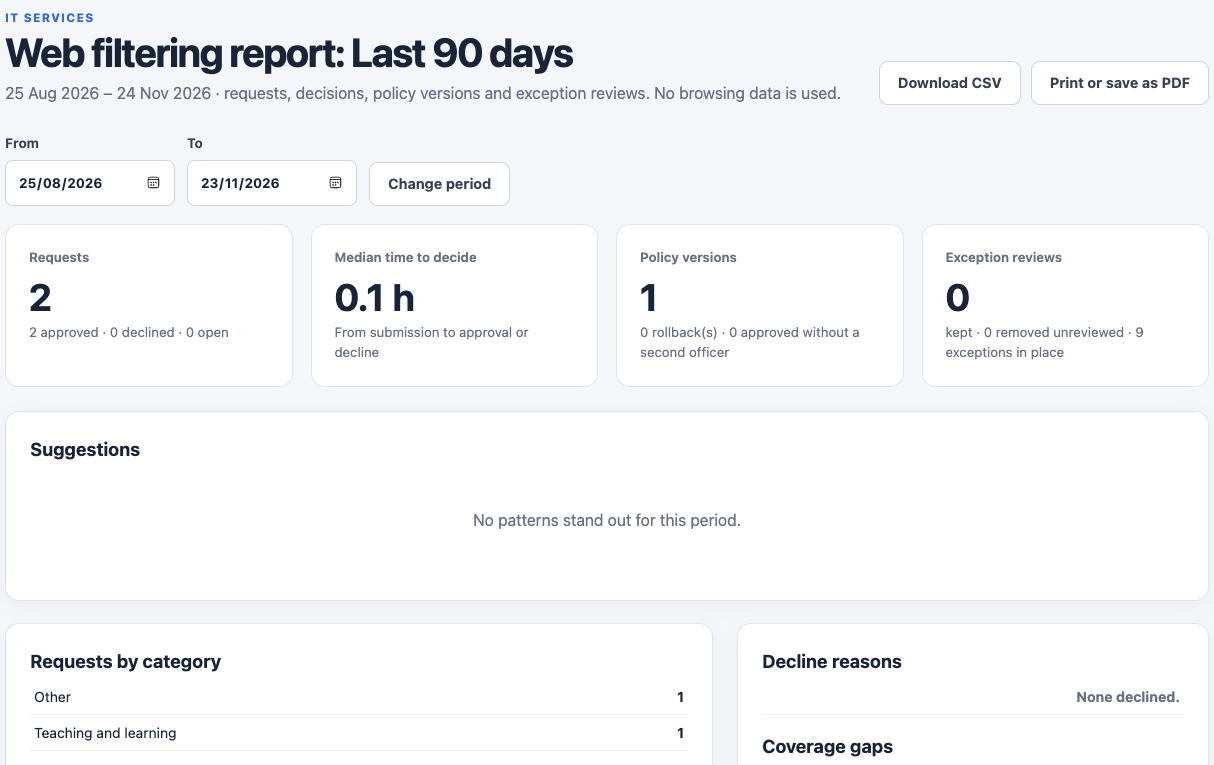 IT SERVICES
Web filtering report: Last 90 days
25 Aug 2026 – 24 Nov 2026 · requests, decisions, policy versions and exception reviews. No browsing data is used.
Download CSV
Print or save as PDF
From
To
25/08/2026
23/11/2026
Change period
Requests
2
2 approved · 0 declined · 0 open
Median time to decide
0.1 h
From submission to approval or
decline
Policy versions
1
0 rollback(s) · 0 approved without a
second officer
Exception reviews
0
kept · 0 removed unreviewed · 9
exceptions in place
Suggestions
No patterns stand out for this period.
Requests by category
Other 1
Teaching and learning 1
Decline reasons
None declined.
Coverage gaps